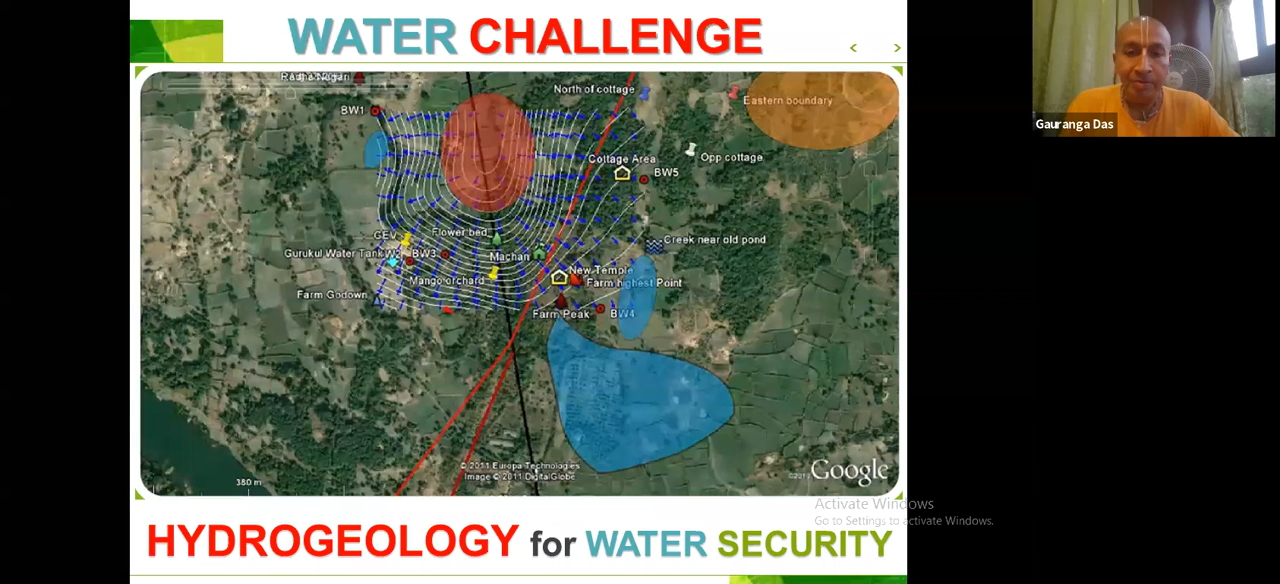 WATER CHALLENGE
< >
North of cottage
BW1
Eastern boundary
Gauranga Das
Cottage Area
Opp cottage
BW5
GEV
Flower bed
Creek near old pond
Gurukul Water Tank
BW3
Machan
New Temple
Mango orchard
Farm highest Point
Farm Godown
Farm Peak
BW4
© 2011 Europa Technologies
Image © 2011 DigitalGlobe
Google
380 m
Activate Windows
Go to Settings to activate Windows.
HYDROGEOLOGY for WATER SECURITY